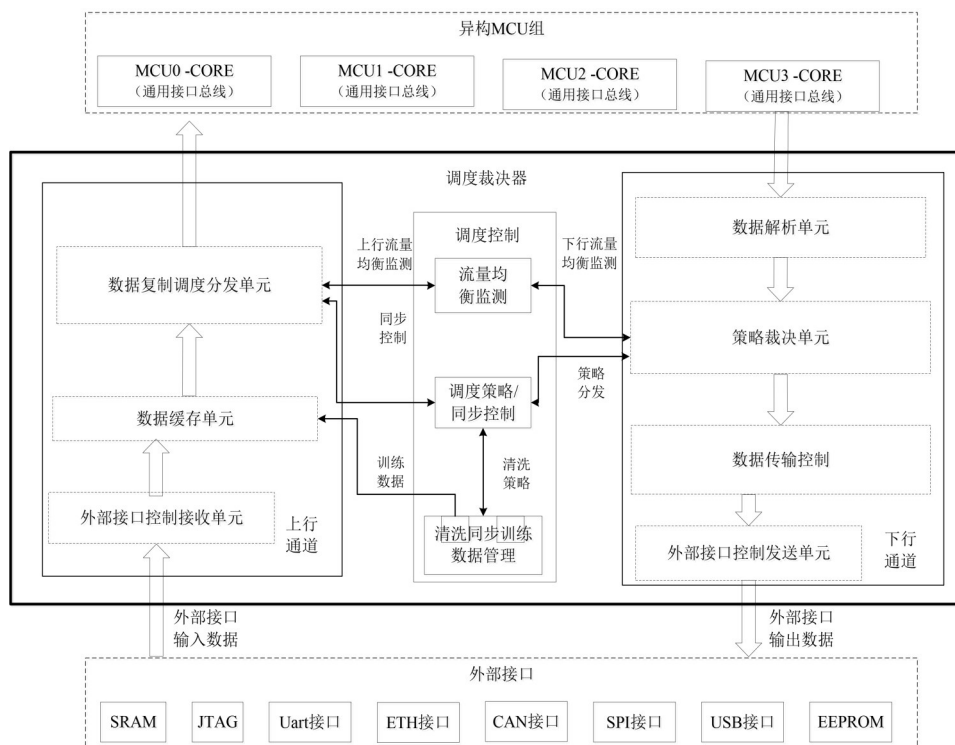 异构MCU组
MCU0 -CORE
（通用接口总线）
MCU1 -CORE
（通用接口总线）
MCU2 -CORE
（通用接口总线）
MCU3 -CORE
（通用接口总线）
调度裁决器
数据复制调度分发单元
数据缓存单元
外部接口控制接收单元
上行
通道
上行流量
均衡监测
同步
控制
训练
数据
调度控制
流量均
衡监测
调度策略/
同步控制
清洗
策略
清洗同步训练
数据管理
下行流量
均衡监测
策略
分发
数据解析单元
策略裁决单元
数据传输控制
外部接口控制发送单元
下行
通道
外部接口
输入数据
外部接口
输出数据
外部接口
SRAM
JTAG
Uart接口
ETH接口
CAN接口
SPI接口
USB接口
EEPROM